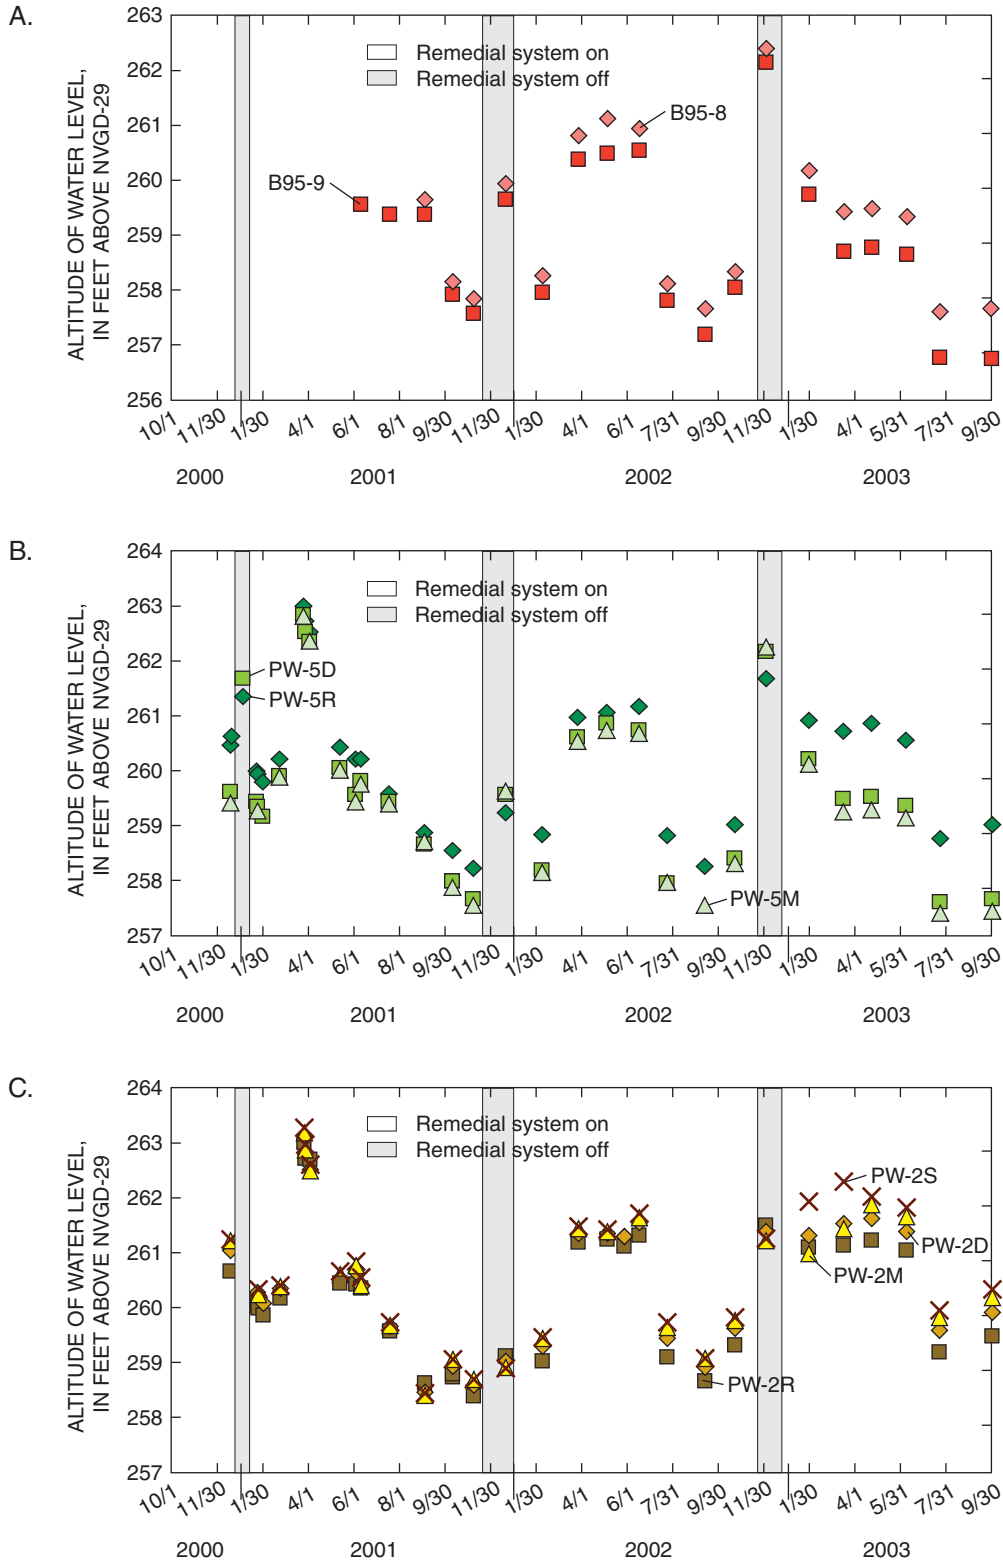 A.
ALTITUDE OF WATER LEVEL,
IN FEET ABOVE NVGD-29
263
262
261
260
259
258
257
256
Remedial system on
Remedial system off
B95-8
B95-9
10/1 11/30 1/30 4/1 6/1 8/1 9/30 11/30 1/30 4/1 6/1 7/31 9/30 11/30 1/30 4/1 5/31 7/31 9/30
2000 2001 2002 2003
B.
ALTITUDE OF WATER LEVEL,
IN FEET ABOVE NVGD-29
264
263
262
261
260
259
258
257
Remedial system on
Remedial system off
PW-5D
PW-5R
PW-5M
10/1 11/30 1/30 4/1 6/1 8/1 9/30 11/30 1/30 4/1 6/1 7/31 9/30 11/30 1/30 4/1 5/31 7/31 9/30
2000 2001 2002 2003
C.
ALTITUDE OF WATER LEVEL,
IN FEET ABOVE NVGD-29
264
263
262
261
260
259
258
257
Remedial system on
Remedial system off
PW-2S
PW-2D
PW-2M
PW-2R
10/1 11/30 1/30 4/1 6/1 8/1 9/30 11/30 1/30 4/1 6/1 7/31 9/30 11/30 1/30 4/1 5/31 7/31 9/30
2000 2001 2002 2003